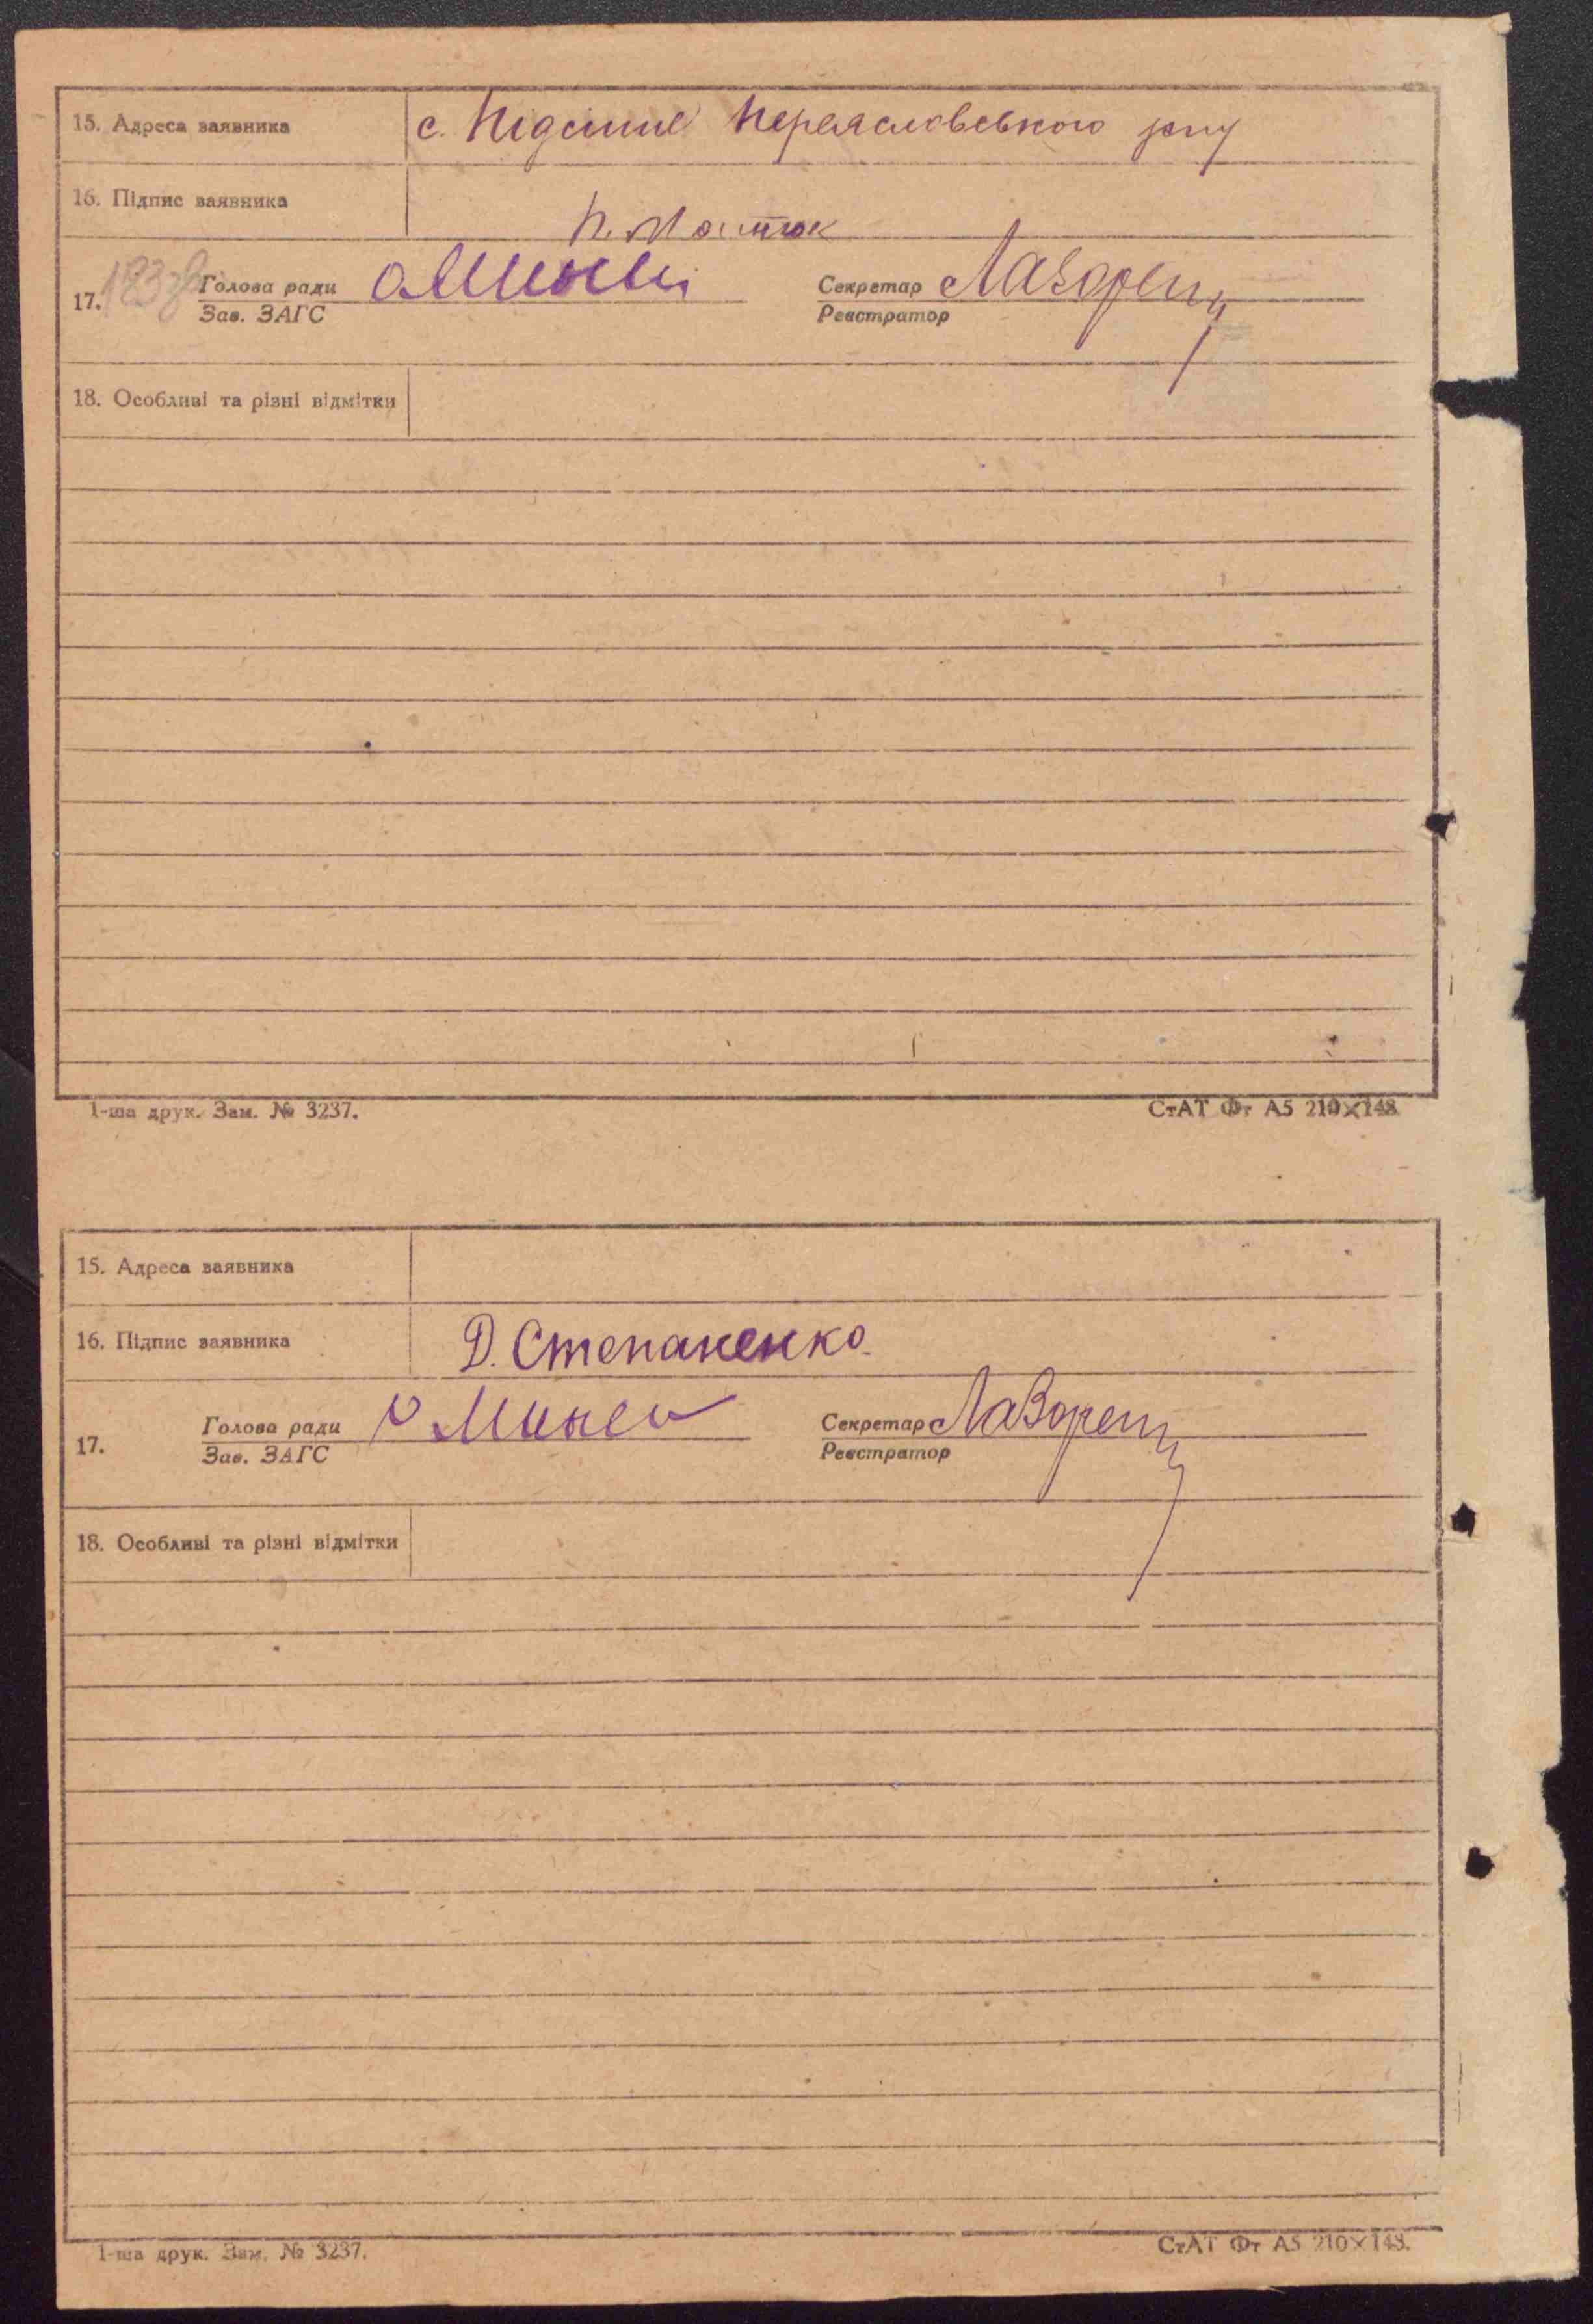 15. Адреса заявника с. Підсинне Переяславського р-ну
16. Підпис заявника
П.
17. Голова ради Секретар Лазорец
Зав. ЗАГС Реєстратор
18. Особливі та різні відмітки
1-ша друк. Зам. № 3237. СтАТ Фт А5 210×148
15. Адреса заявника
16. Підпис заявника Д. Степаненко
17. Голова ради Секретар Лазорец
Зав. ЗАГС Реєстратор
18. Особливі та різні відмітки
1-ша друк. Зам. № 3237. СтАТ Фт А5 210×148.